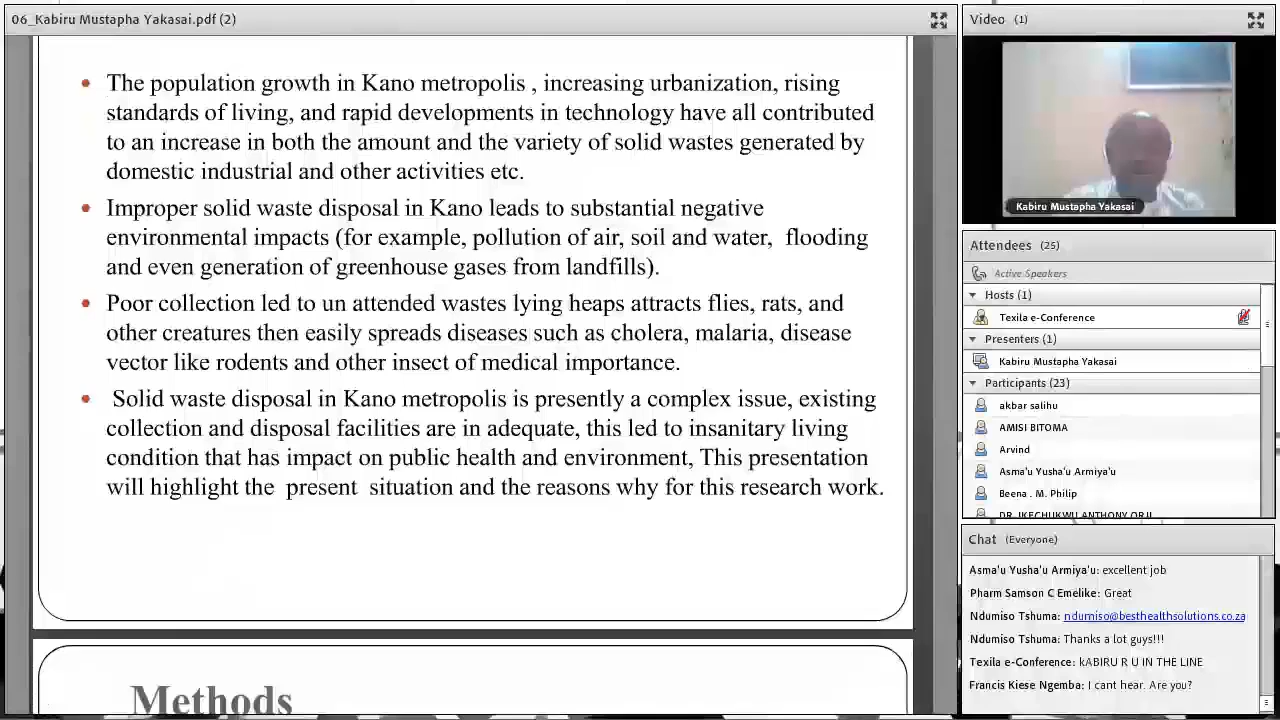 06_Kabiru Mustapha Yakasai.pdf (2)
The population growth in Kano metropolis , increasing urbanization, rising
standards of living, and rapid developments in technology have all contributed
to an increase in both the amount and the variety of solid wastes generated by
domestic industrial and other activities etc.
Improper solid waste disposal in Kano leads to substantial negative
environmental impacts (for example, pollution of air, soil and water,  flooding
and even generation of greenhouse gases from landfills).
Poor collection led to un attended wastes lying heaps attracts flies, rats, and
other creatures then easily spreads diseases such as cholera, malaria, disease
vector like rodents and other insect of medical importance.
Solid waste disposal in Kano metropolis is presently a complex issue, existing
collection and disposal facilities are in adequate, this led to insanitary living
condition that has impact on public health and environment, This presentation
will highlight the  present  situation and the reasons why for this research work.
Methods
Video (1)
Kabiru Mustapha Yakasai
Attendees (25)
Active Speakers
Hosts (1)
Texila e-Conference
Presenters (1)
Kabiru Mustapha Yakasai
Participants (23)
akbar salihu
AMISI BITOMA
Arvind
Asma'u Yusha'u Armiya'u
Beena . M. Philip
DR. IKECHUKWU ANTHONY ORJI
Chat (Everyone)
Asma'u Yusha'u Armiya'u: excellent job
Pharm Samson C Emelike: Great
Ndumiso Tshuma: ndumiso@besthealthsolutions.co.za
Ndumiso Tshuma: Thanks a lot guys!!!
Texila e-Conference: kABIRU R U IN THE LINE
Francis Kiese Ngemba: I cant hear. Are you?